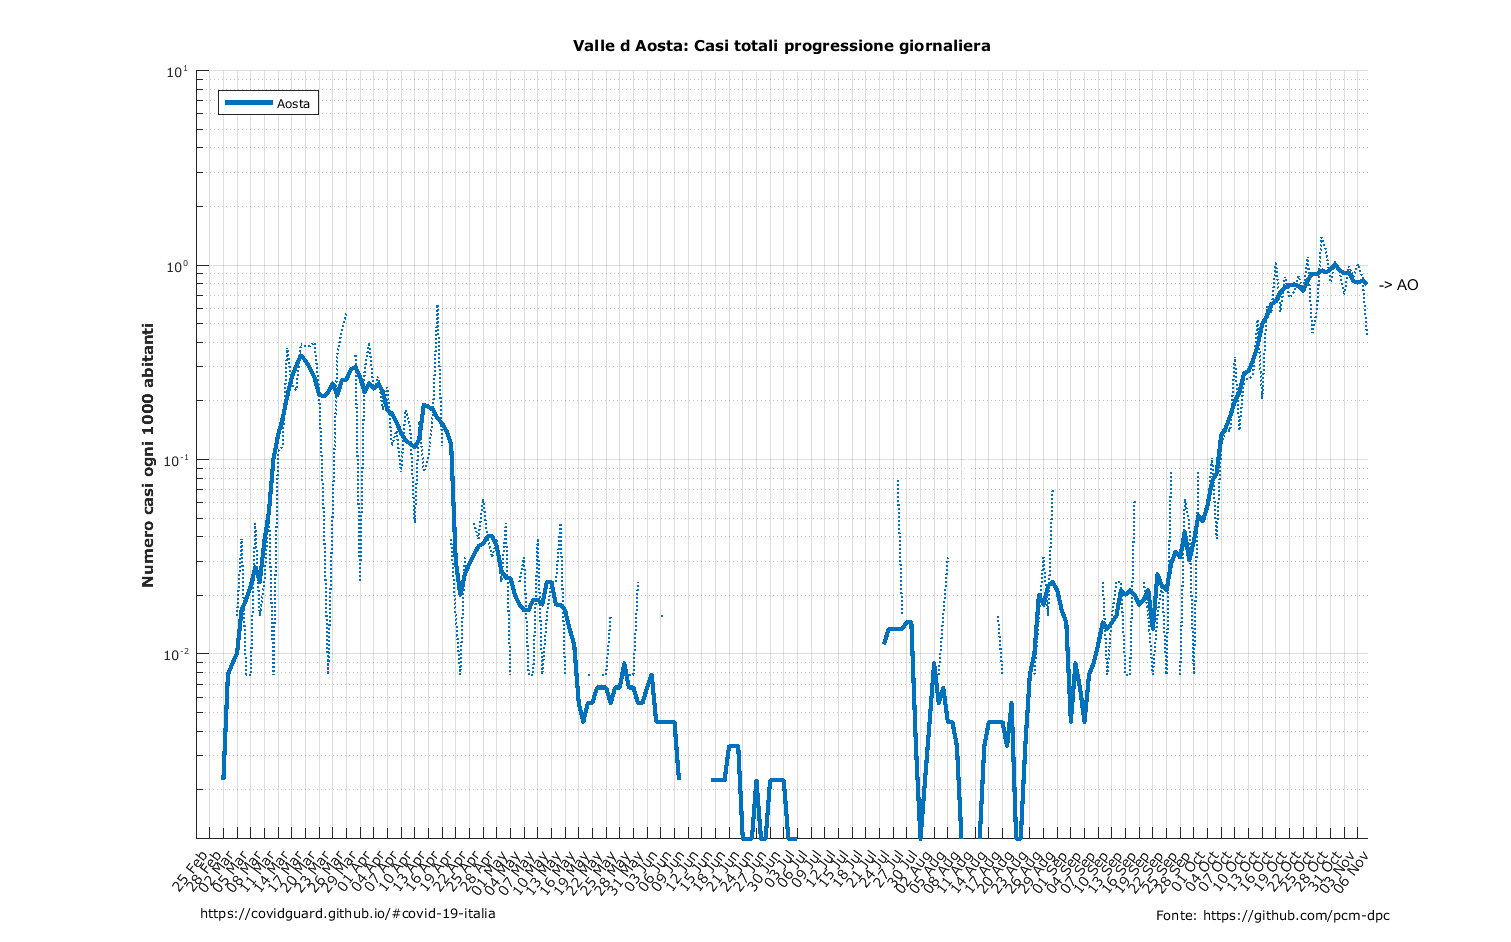 Valle d Aosta: Casi totali progressione giornaliera
10¹
Aosta
10⁰
-> AO
Numero casi ogni 1000 abitanti
10⁻¹
10⁻²
25 Feb
28 Feb
02 Mar
05 Mar
08 Mar
11 Mar
14 Mar
17 Mar
20 Mar
23 Mar
26 Mar
29 Mar
01 Apr
04 Apr
07 Apr
10 Apr
13 Apr
16 Apr
19 Apr
22 Apr
25 Apr
28 Apr
01 May
04 May
07 May
10 May
13 May
16 May
19 May
22 May
25 May
28 May
31 May
03 Jun
06 Jun
09 Jun
12 Jun
15 Jun
18 Jun
21 Jun
24 Jun
27 Jun
30 Jun
03 Jul
06 Jul
09 Jul
12 Jul
15 Jul
18 Jul
21 Jul
24 Jul
27 Jul
30 Jul
02 Aug
05 Aug
08 Aug
11 Aug
14 Aug
17 Aug
20 Aug
23 Aug
26 Aug
29 Aug
01 Sep
04 Sep
07 Sep
10 Sep
13 Sep
16 Sep
19 Sep
22 Sep
25 Sep
28 Sep
01 Oct
04 Oct
07 Oct
10 Oct
13 Oct
16 Oct
19 Oct
22 Oct
25 Oct
28 Oct
31 Oct
03 Nov
06 Nov
https://covidguard.github.io/#covid-19-italia
Fonte: https://github.com/pcm-dpc